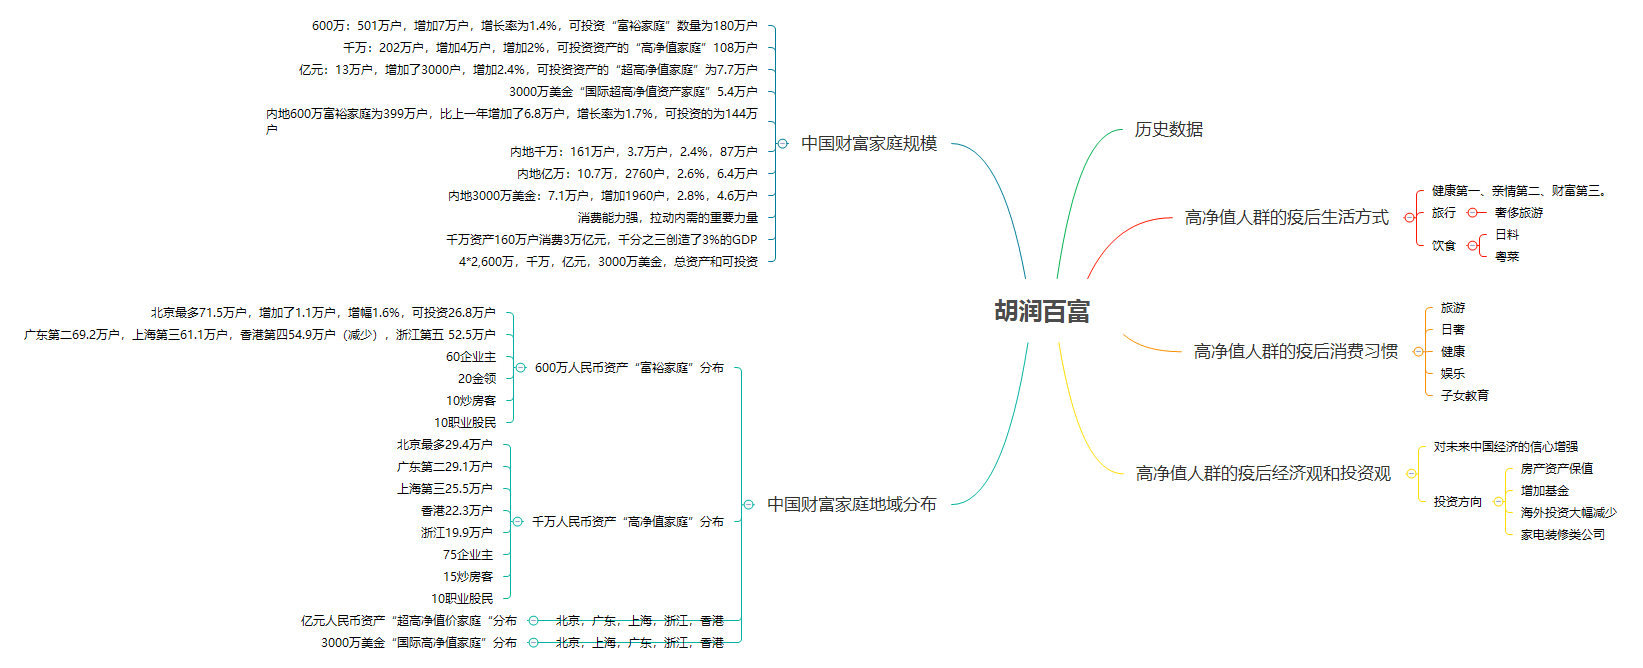 胡润百富
中国财富家庭规模
600万：501万户，增加7万户，增长率为1.4%，可投资“富裕家庭”数量为180万户
千万：202万户，增加4万户，增加2%，可投资资产的“高净值家庭”108万户
亿元：13万户，增加了3000户，增加2.4%，可投资资产的“超高净值家庭”为7.7万户
3000万美金“国际超高净值资产家庭”5.4万户
内地600万富裕家庭为399万户，比上一年增加了6.8万户，增长率为1.7%，可投资的为144万
户
内地千万：161万户，3.7万户，2.4%，87万户
内地亿万：10.7万，2760户，2.6%，6.4万户
内地3000万美金：7.1万户，增加1960户，2.8%，4.6万户
消费能力强，拉动内需的重要力量
千万资产160万户消费3万亿元，千分之三创造了3%的GDP
4*2,600万，千万，亿元，3000万美金，总资产和可投资
中国财富家庭地域分布
600万人民币资产“富裕家庭”分布
北京最多71.5万户，增加了1.1万户，增幅1.6%，可投资26.8万户
广东第二69.2万户，上海第三61.1万户，香港第四54.9万户（减少），浙江第五 52.5万户
60企业主
20金领
10炒房客
10职业股民
千万人民币资产“高净值家庭”分布
北京最多29.4万户
广东第二29.1万户
上海第三25.5万户
香港22.3万户
浙江19.9万户
75企业主
15炒房客
10职业股民
北京，广东，上海，浙江，香港
亿元人民币资产“超高净值价家庭“分布
北京，上海，广东，浙江，香港
3000万美金“国际高净值家庭”分布
历史数据
高净值人群的疫后生活方式
健康第一、亲情第二、财富第三。
旅行
奢侈旅游
饮食
日料
粤菜
高净值人群的疫后消费习惯
旅游
日奢
健康
娱乐
子女教育
高净值人群的疫后经济观和投资观
对未来中国经济的信心增强
投资方向
房产资产保值
增加基金
海外投资大幅减少
家电装修类公司